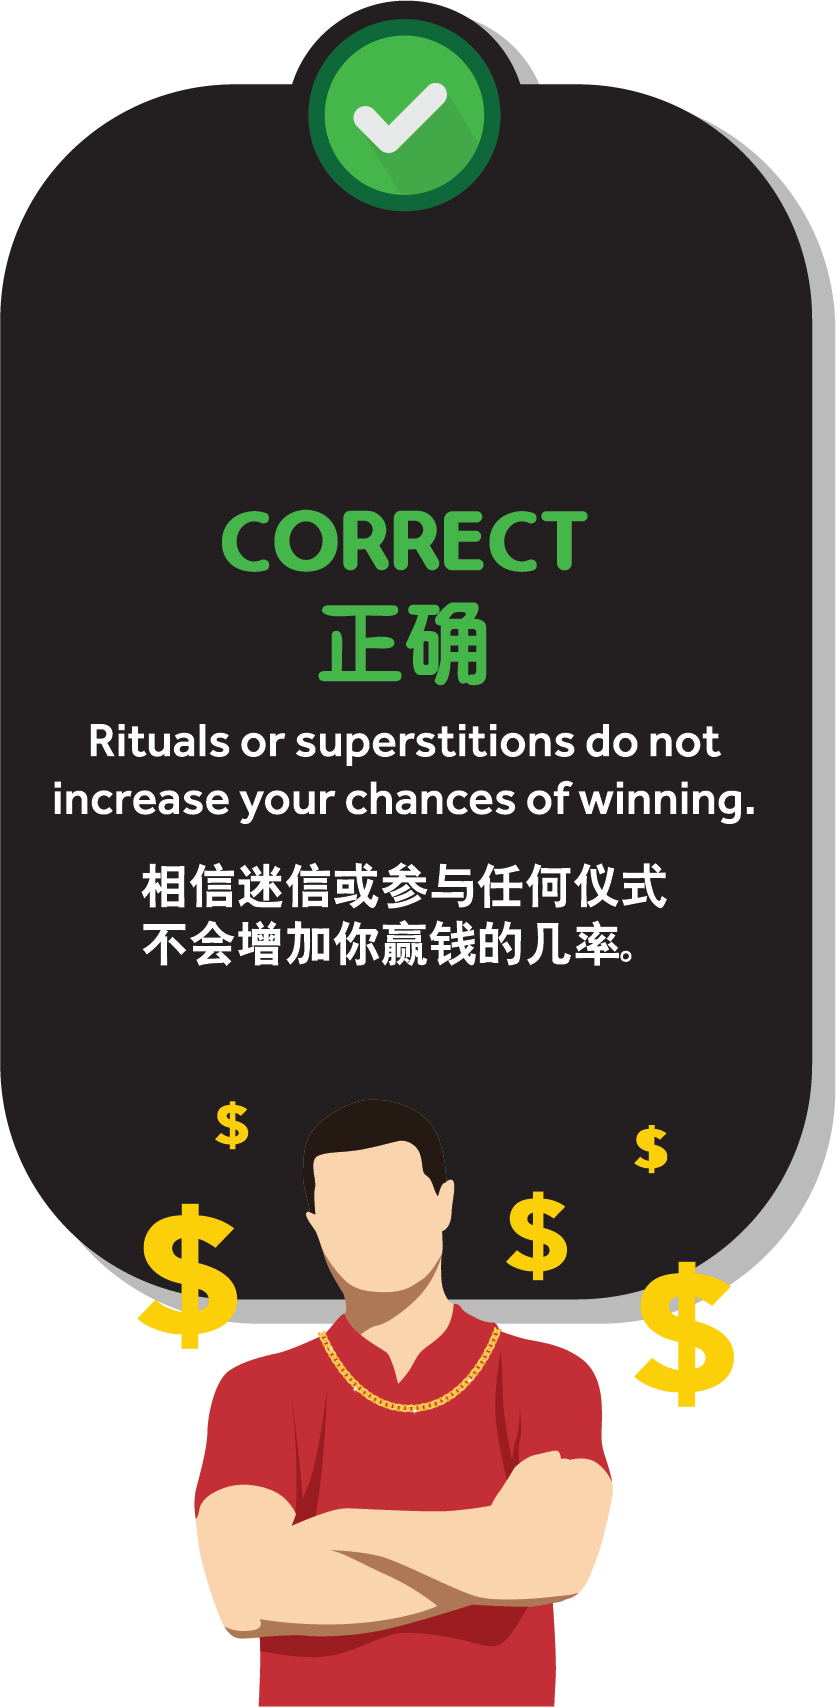 CORRECT
正确
Rituals or superstitions do not
increase your chances of winning.
相信迷信或参与任何仪式
不会增加你赢钱的几率。
$
$
$
$
$